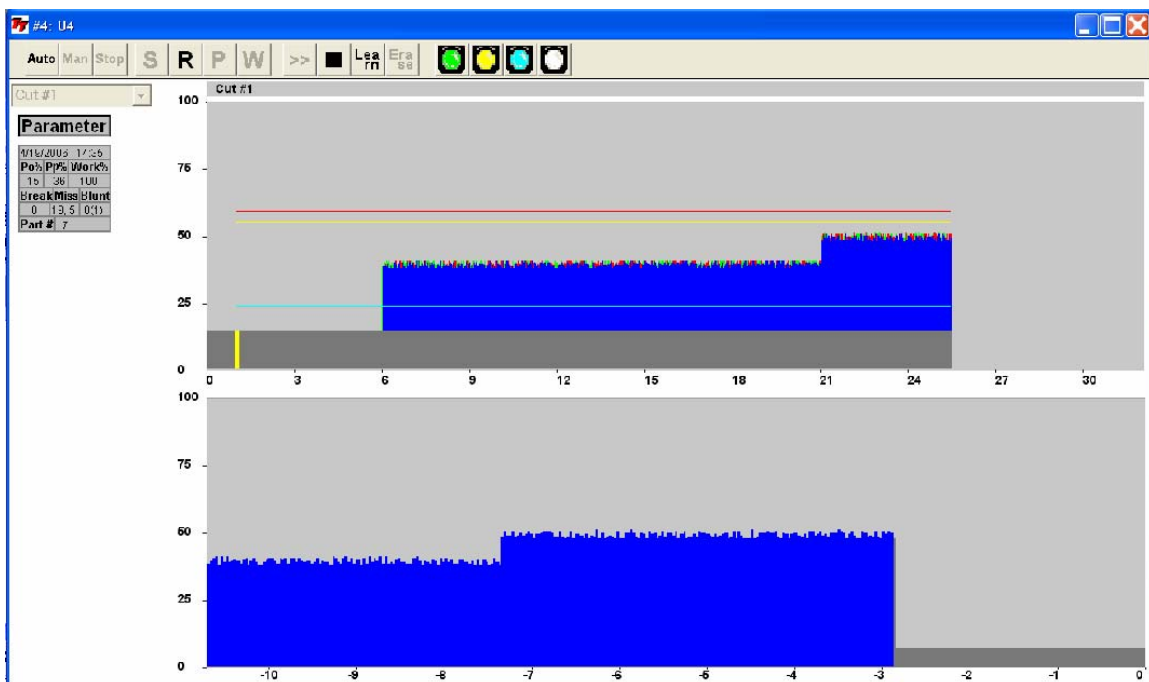 #4: U4
Auto Man Stop S R P W >> Learn Erase
Cut #1
Cut #1
Parameter
Po% Pp% Work%
15 36 100
Break Miss Blunt
0 19, 5 0(1)
Part # 7
100
75
50
25
0
0 3 6 9 12 15 18 21 24 27 30
100
75
50
25
0
-10 -9 -8 -7 -6 -5 -4 -3 -2 -1 0